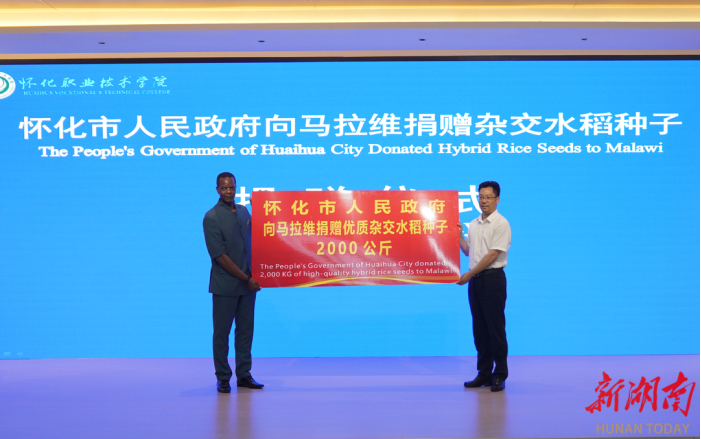 怀化职业技术学院
HUAIHUA VOCATIONAL & TECHNICAL COLLEGE
怀化市人民政府向马拉维捐赠杂交水稻种子
The People's Government of Huaihua City Donated Hybrid Rice Seeds to Malawi
仪式
怀化市人民政府
向马拉维捐赠优质杂交水稻种子
2000公斤
The People's Government of Huaihua City donated
2,000 KG of high-quality hybrid rice seeds to Malawi
新湖南
HUNAN TODAY